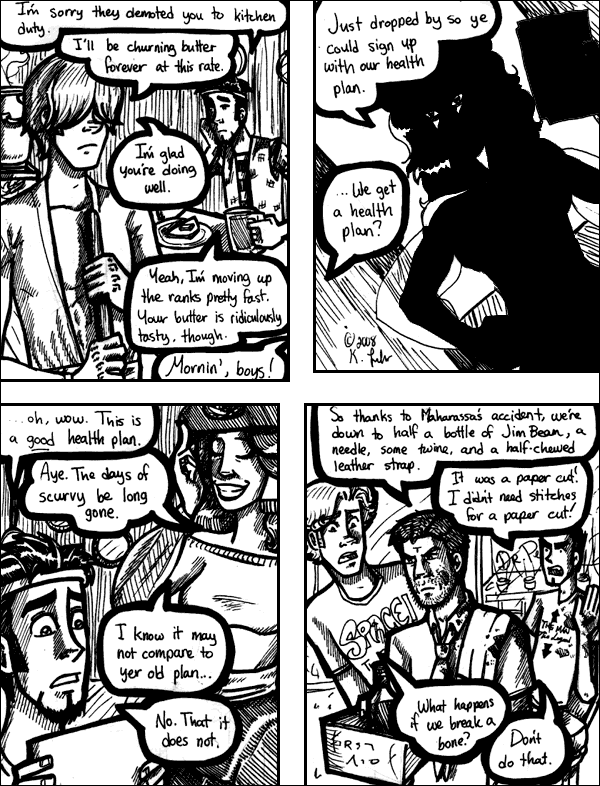 I'm sorry they demoted you to kitchen
duty.
I'll be churning butter
forever at this rate.
I'm glad
you're doing
well.
Yeah, I'm moving up
the ranks pretty fast.
Your butter is ridiculously
tasty, though.
Mornin', boys!
Just dropped by so ye
could sign up
with our health
plan.
...We get
a health
plan?
©2008
K.
...oh, wow. This is
a good health plan.
Aye. The days of
scurvy be long
gone.
I know it may
not compare to
yer old plan...
No. That it
does not.
So thanks to Maharassa's accident, we're
down to half a bottle of Jim Bean, a
needle, some twine, and a half-chewed
leather strap.
It was a paper cut!
I didn't need stitches
for a paper cut!
DR P
SPACE!
What happens
if we break a
bone?
Don't
do that.